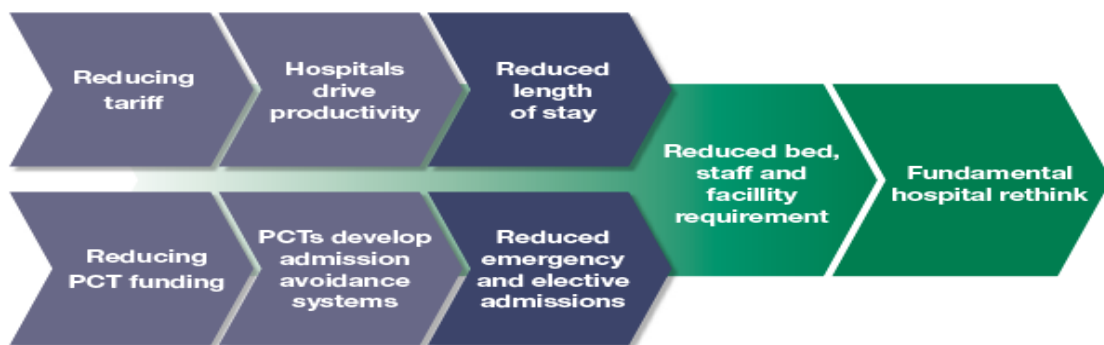 Reducing
tariff
Hospitals
drive
productivity
Reduced
length
of stay
Reducing
PCT funding
PCTs develop
admission
avoidance
systems
Reduced
emergency
and elective
admissions
Reduced bed,
staff and
facillity
requirement
Fundamental
hospital rethink